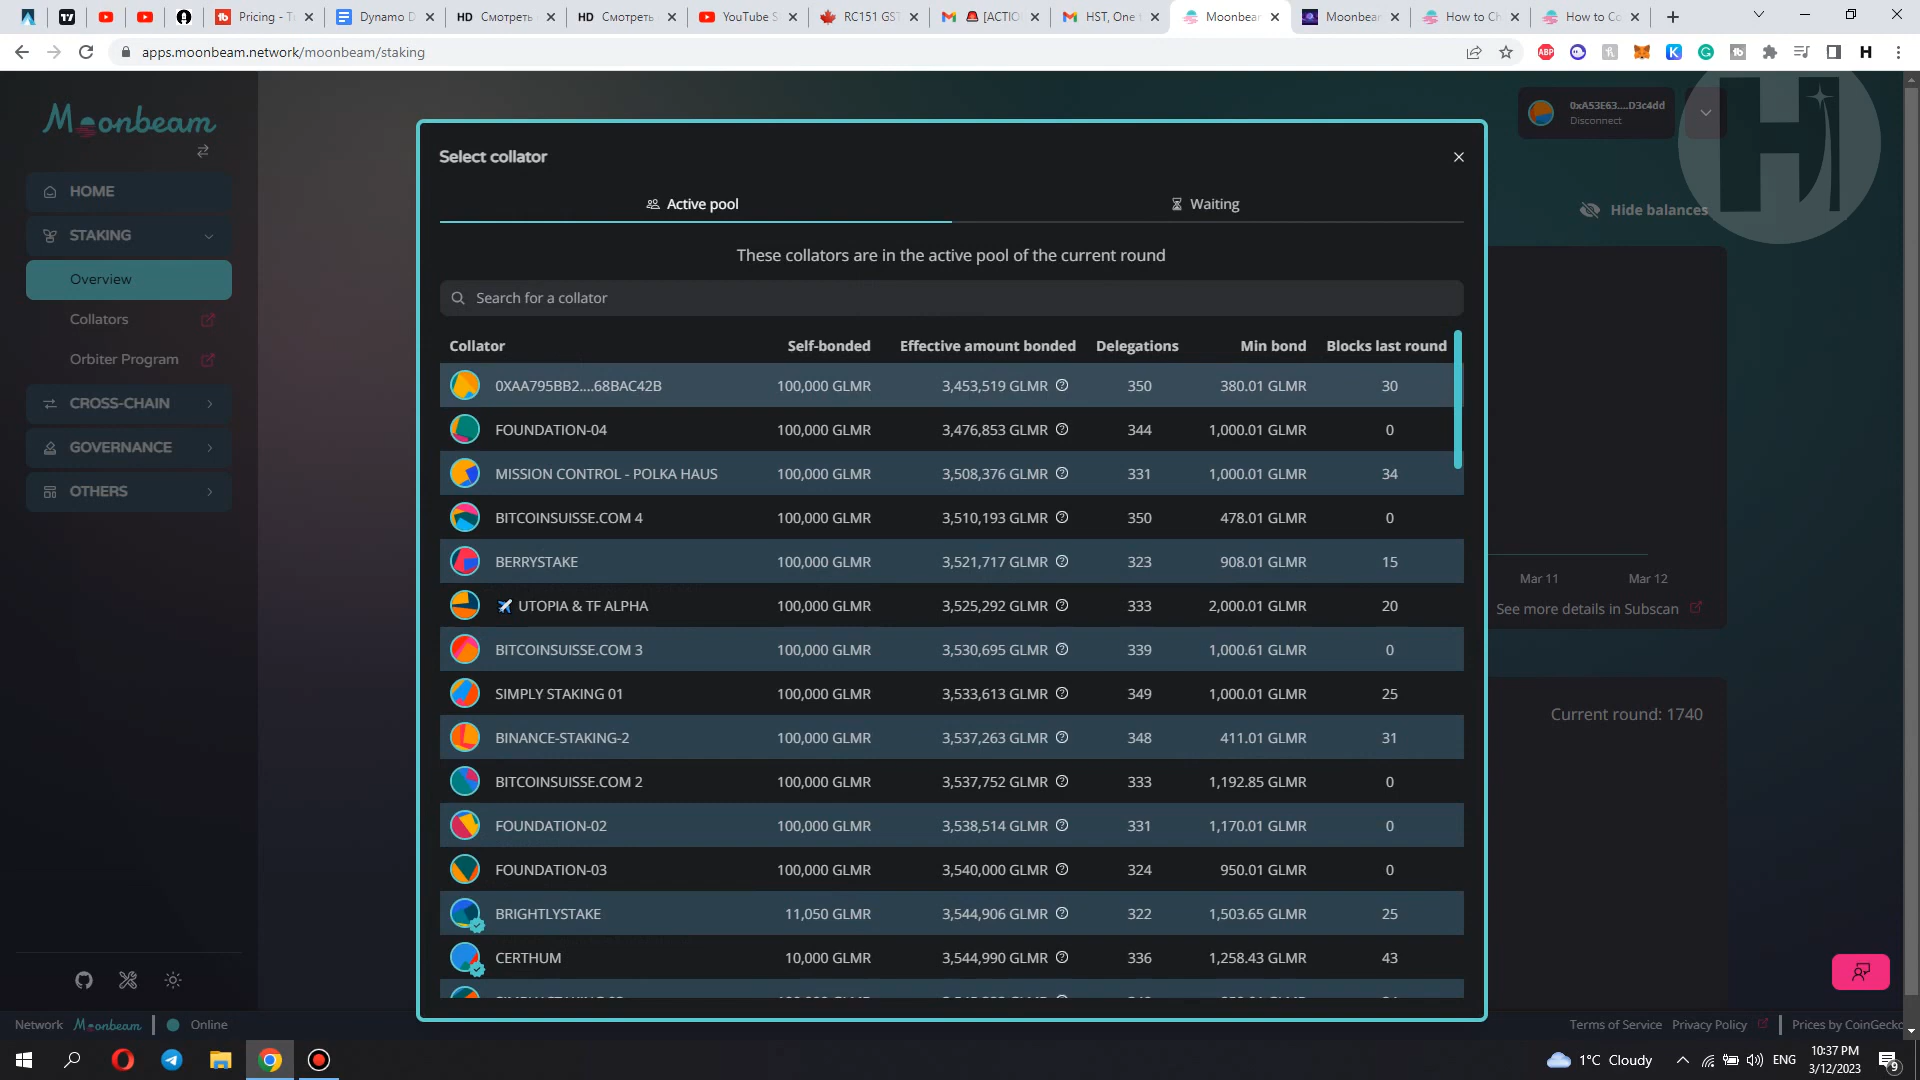 Pricing - T
Dynamo D
HD Смотреть
HD Смотреть
YouTube S
RC151 GST
[ACTIO
HST, One
Moonbea
Moonbea
How to Ch
How to Co
apps.moonbeam.network/moonbeam/staking
Moonbeam
0xA53E63....D3c4dd
Disconnect
HOME
STAKING
Overview
Collators
Orbiter Program
CROSS-CHAIN
GOVERNANCE
OTHERS
Hide balances
Select collator
Active pool
Waiting
These collators are in the active pool of the current round
Search for a collator
Collator Self-bonded Effective amount bonded Delegations Min bond Blocks last round
0XAA795BB2....68BAC42B 100,000 GLMR 3,453,519 GLMR 350 380.01 GLMR 30
FOUNDATION-04 100,000 GLMR 3,476,853 GLMR 344 1,000.01 GLMR 0
MISSION CONTROL - POLKA HAUS 100,000 GLMR 3,508,376 GLMR 331 1,000.01 GLMR 34
BITCOINSUISSE.COM 4 100,000 GLMR 3,510,193 GLMR 350 478.01 GLMR 0
BERRYSTAKE 100,000 GLMR 3,521,717 GLMR 323 908.01 GLMR 15
UTOPIA & TF ALPHA 100,000 GLMR 3,525,292 GLMR 333 2,000.01 GLMR 20
BITCOINSUISSE.COM 3 100,000 GLMR 3,530,695 GLMR 339 1,000.61 GLMR 0
SIMPLY STAKING 01 100,000 GLMR 3,533,613 GLMR 349 1,000.01 GLMR 25
BINANCE-STAKING-2 100,000 GLMR 3,537,263 GLMR 348 411.01 GLMR 31
BITCOINSUISSE.COM 2 100,000 GLMR 3,537,752 GLMR 333 1,192.85 GLMR 0
FOUNDATION-02 100,000 GLMR 3,538,514 GLMR 331 1,170.01 GLMR 0
FOUNDATION-03 100,000 GLMR 3,540,000 GLMR 324 950.01 GLMR 0
BRIGHTLYSTAKE 11,050 GLMR 3,544,906 GLMR 322 1,503.65 GLMR 25
CERTHUM 10,000 GLMR 3,544,990 GLMR 336 1,258.43 GLMR 43
Mar 11 Mar 12
See more details in Subscan
Current round: 1740
Network Moonbeam Online
Terms of Service Privacy Policy Prices by CoinGecko
1°C Cloudy
ENG
10:37 PM
3/12/2023
9